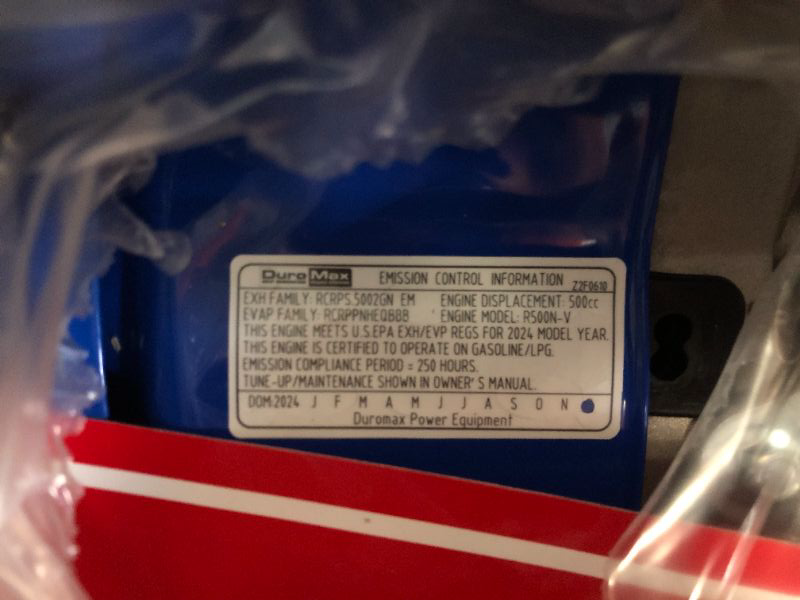 DuroMax EMISSION CONTROL INFORMATION Z2F0610
EXH FAMILY: RCRPS.5002GN EM ENGINE DISPLACEMENT: 500cc
EVAP FAMILY: RCRPPNHEQBBB ENGINE MODEL: R500N-V
THIS ENGINE MEETS U.S.EPA EXH/EVP REGS FOR 2024 MODEL YEAR.
THIS ENGINE IS CERTIFIED TO OPERATE ON GASOLINE/LPG.
EMISSION COMPLIANCE PERIOD = 250 HOURS.
TUNE-UP/MAINTENANCE SHOWN IN OWNER'S MANUAL.
DOM:2024 J F M A M J J A S O N
Duromax Power Equipment